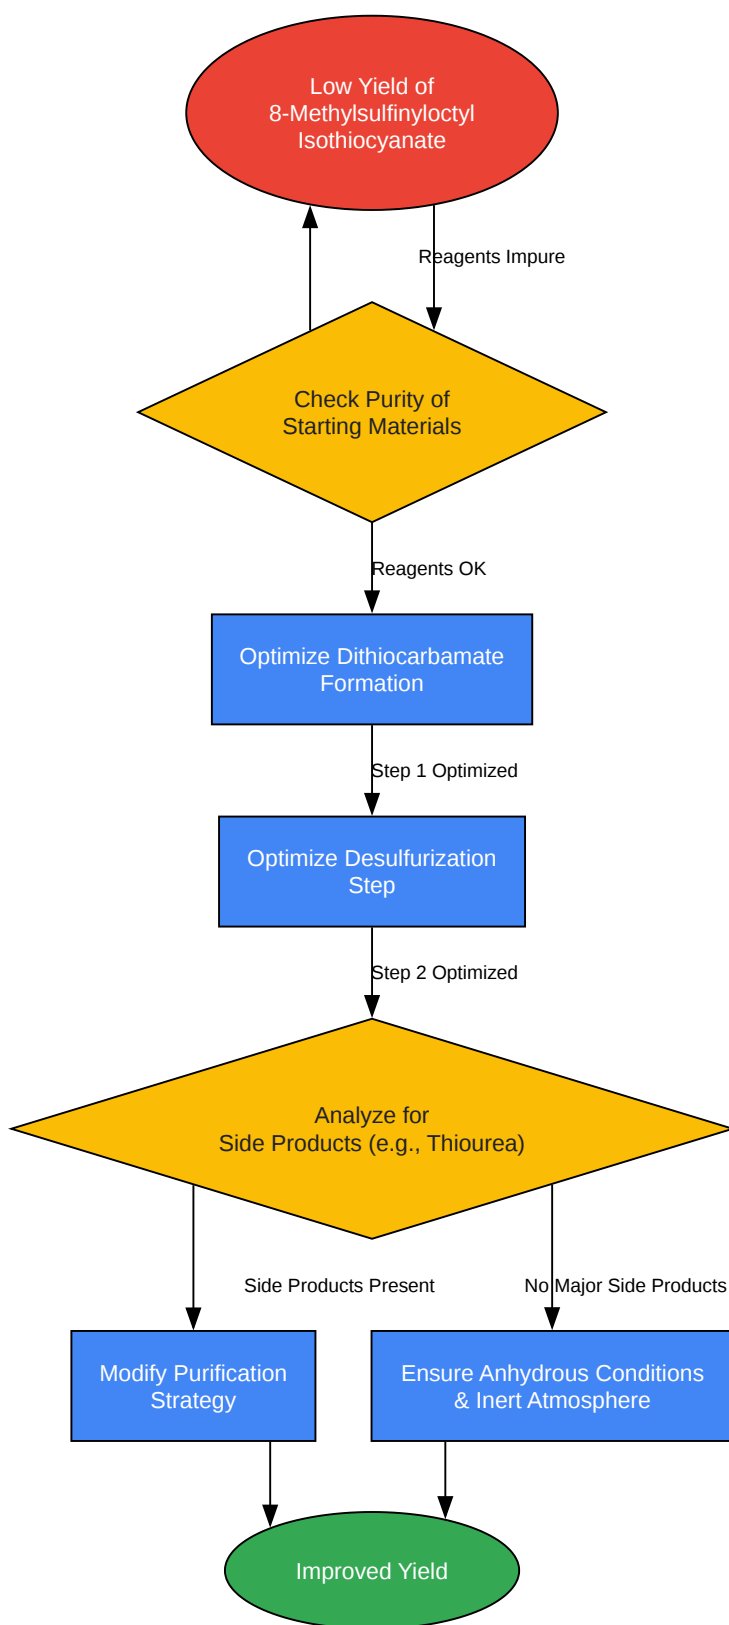 Low Yield of
8-Methylsulfinyloctyl
Isothiocyanate
Reagents Impure
Check Purity of
Starting Materials
Reagents OK
Optimize Dithiocarbamate
Formation
Step 1 Optimized
Optimize Desulfurization
Step
Step 2 Optimized
Analyze for
Side Products (e.g., Thiourea)
Side Products Present
No Major Side Products
Modify Purification
Strategy
Ensure Anhydrous Conditions
& Inert Atmosphere
Improved Yield